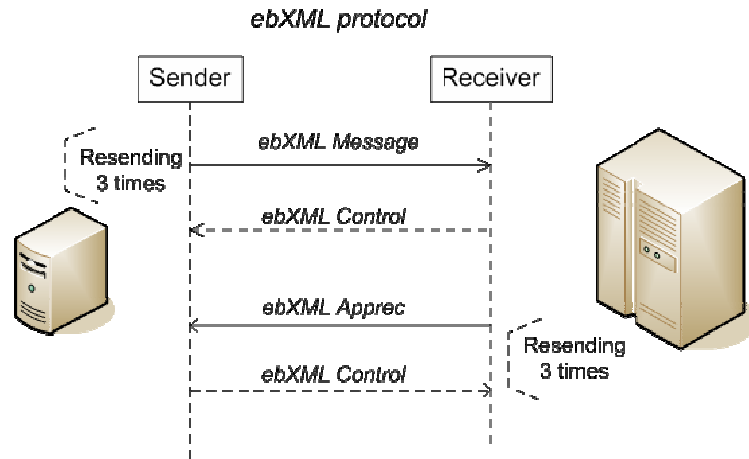 ebXML protocol
Sender
Receiver
ebXML Message
Resending
3 times
ebXML Control
ebXML Apprec
Resending
3 times
ebXML Control